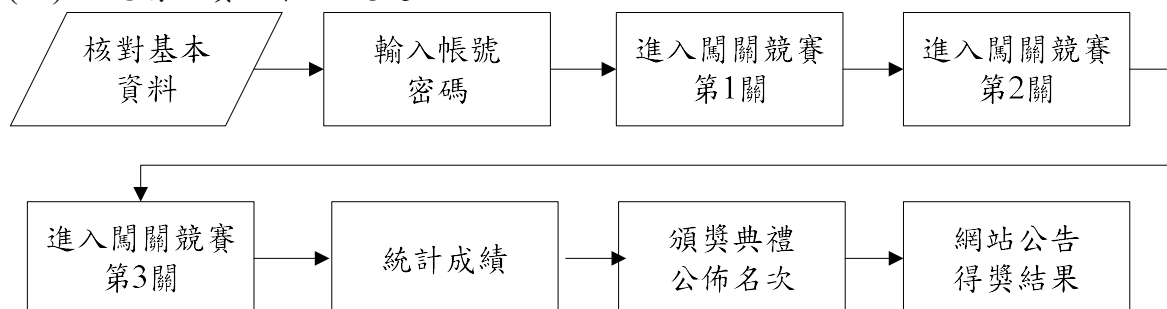 核對基本
資料
輸入帳號
密碼
進入闖關競賽
第1關
進入闖關競賽
第2關
進入闖關競賽
第3關
統計成績
頒獎典禮
公佈名次
網站公告
得獎結果